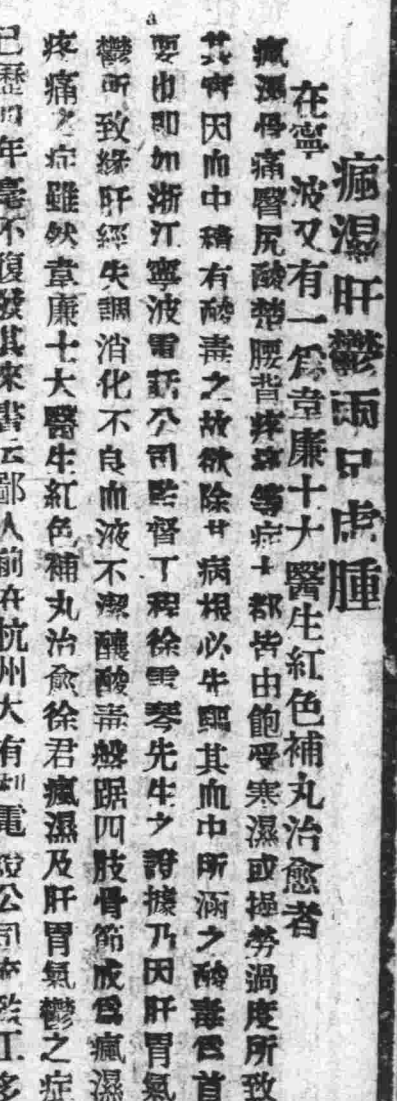 瘋濕肝鬱雨只虎腫
在寧波又有一爲韋廉士大醫生紅色補丸治愈者
瘋濕骨痛醫尻酸楚腰背疼痛等症十都皆由飽受寒濕或操勞過度所致
其實因血中積有酸毒之故欲除其病根必先驅其血中所滿之酸毒爲首
要也即如浙江寧波電話公司監督工程徐雲琴先生之證據乃因肝胃氣
鬱所致緣肝經失調消化不良血液不潔釀酸毒盤踞四肢骨節成爲瘋濕
疼痛之症雖然韋廉士大醫生紅色補丸治愈徐君瘋濕及肝胃氣鬱之症
已歷四年毫不復發其來書云鄙人前在杭州大有利電燈公司充監工多